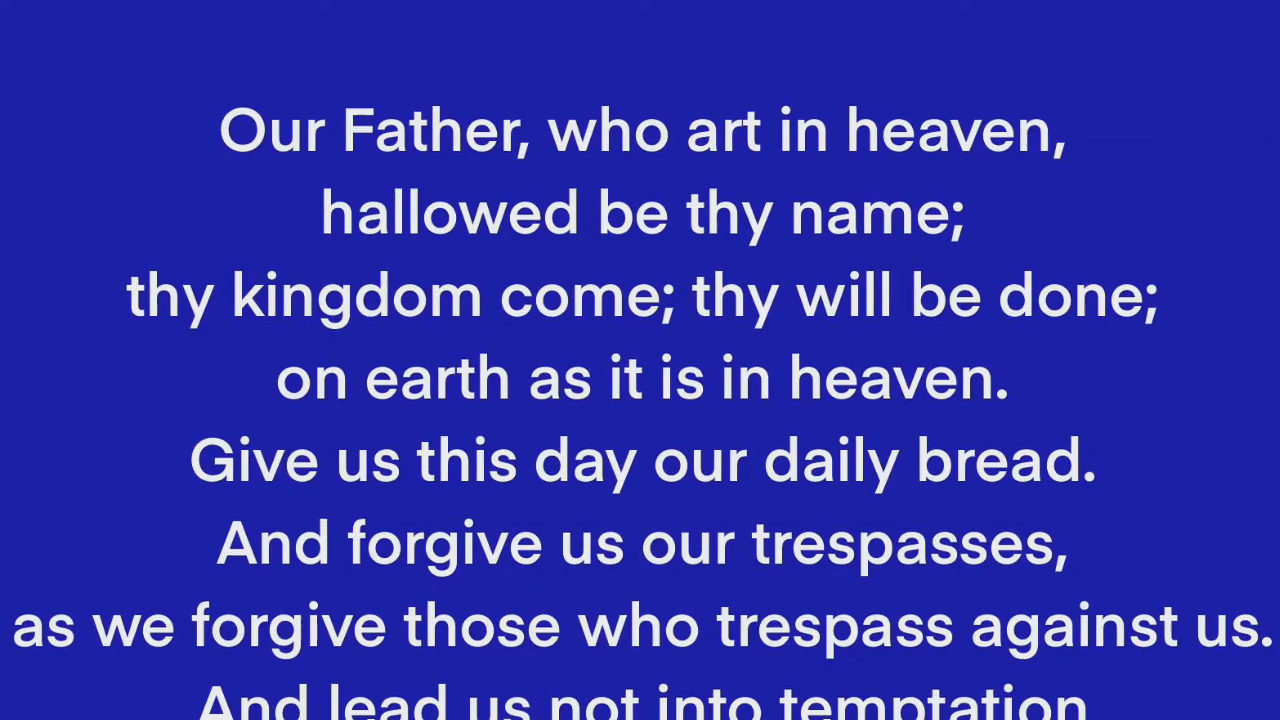 Our Father, who art in heaven,
hallowed be thy name;
thy kingdom come; thy will be done;
on earth as it is in heaven.
Give us this day our daily bread.
And forgive us our trespasses,
as we forgive those who trespass against us.
And lead us not into temptation